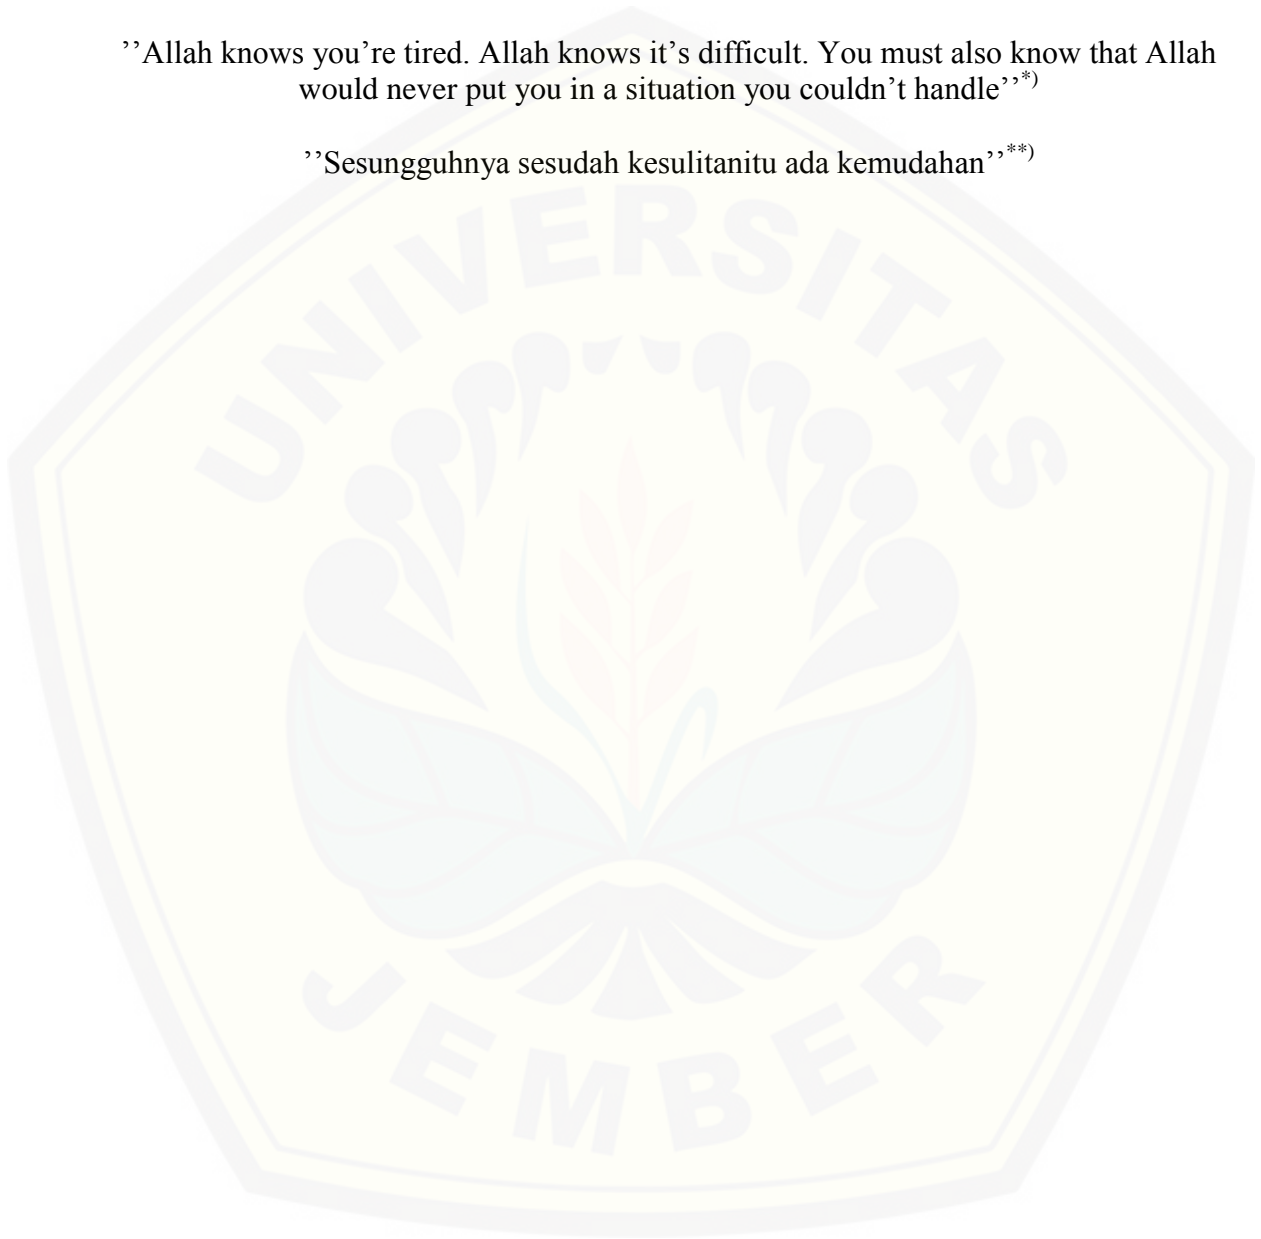 ’’Allah knows you’re tired. Allah knows it’s difficult. You must also know that Allah
would never put you in a situation you couldn’t handle’’*)
’’Sesungguhnya sesudah kesulitanitu ada kemudahan’’**)
UNIVERSITAS
JEMBER